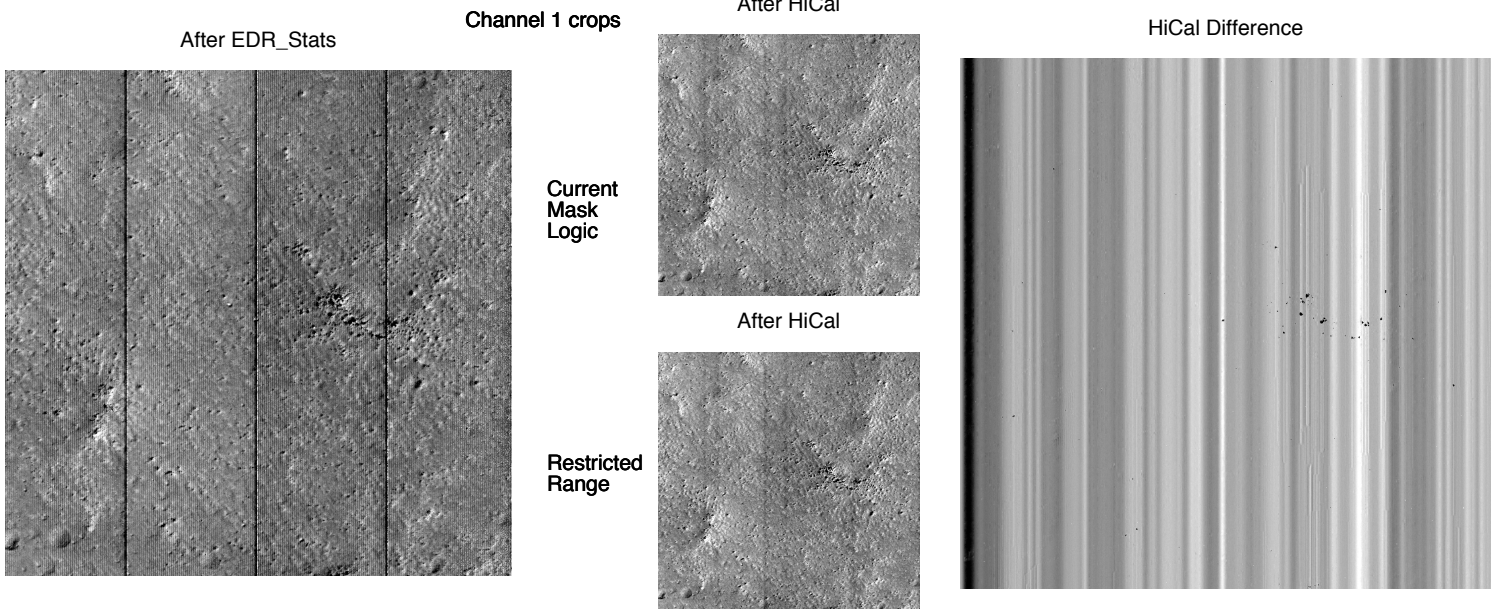 After HiCal
Channel 1 crops
HiCal Difference
After EDR_Stats
Current
Mask
Logic
After HiCal
Restricted
Range